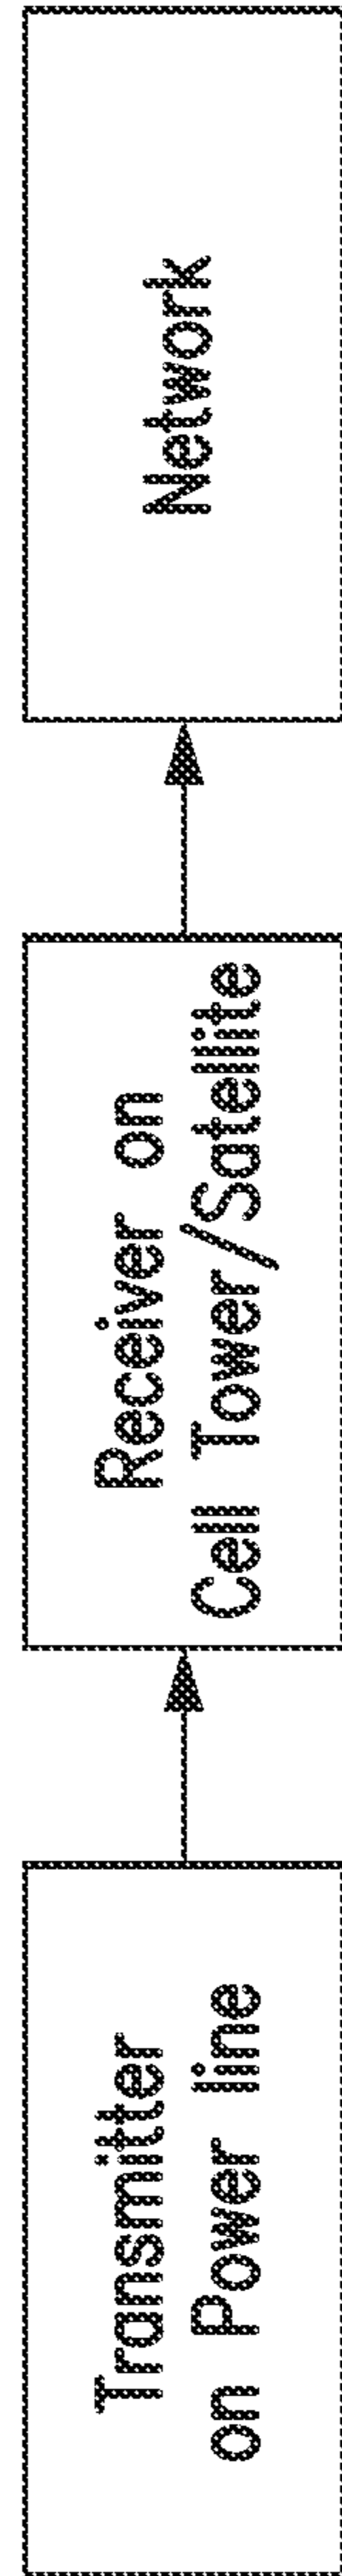 Transmitter
on Power line
Receiver on
Cell Tower/Satellite
Network